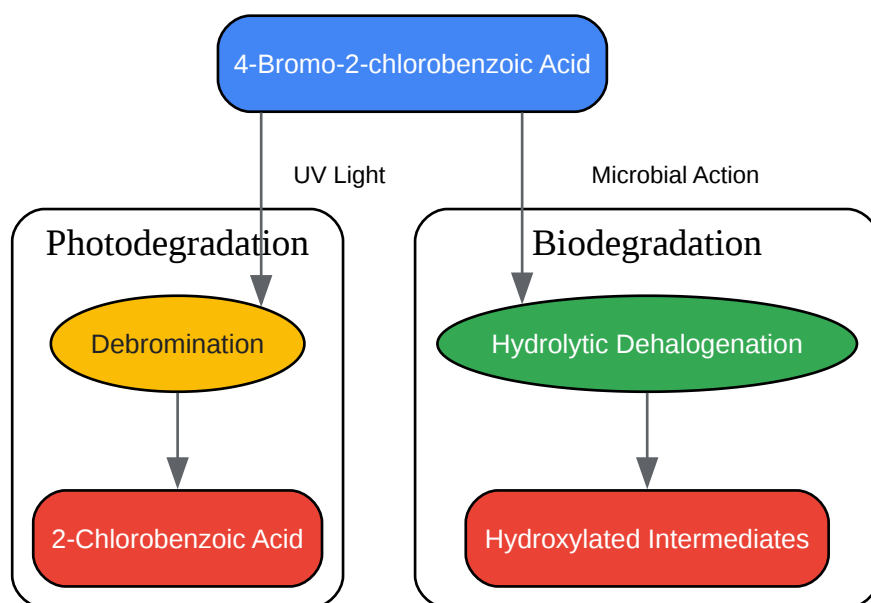 4-Bromo-2-chlorobenzoic Acid
UV Light
Microbial Action
Photodegradation
Biodegradation
Debromination
Hydrolytic Dehalogenation
2-Chlorobenzoic Acid
Hydroxylated Intermediates